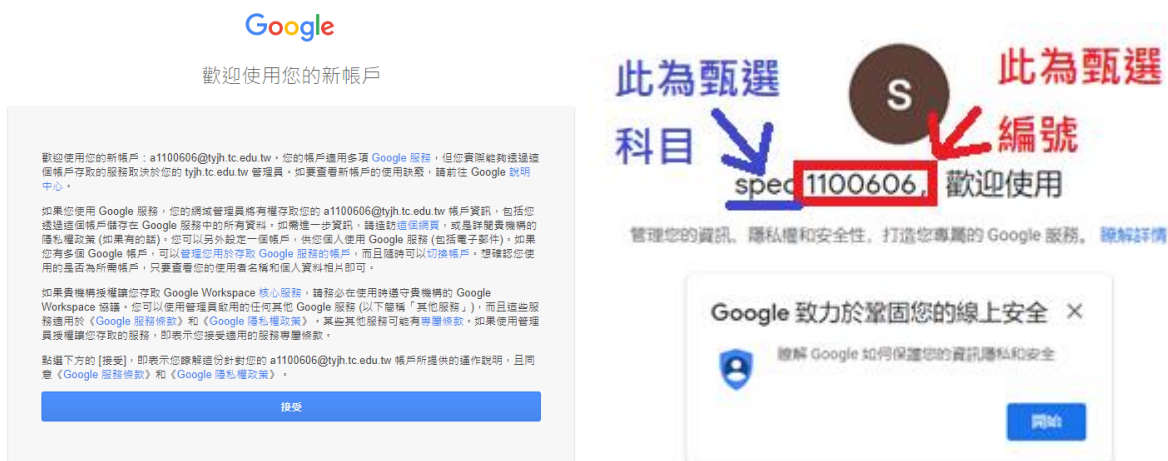 Google
歡迎使用您的新帳戶
歡迎使用您的新帳戶：a1100606@tyjh.tc.edu.tw。您的帳戶適用多項 Google 服務，但您實際能夠透過這
個帳戶存取的服務取決於您的 tyjh.tc.edu.tw 管理員。如要查看新帳戶的使用訣竅，請前往 Google 說明
中心。
如果您使用 Google 服務，您的網域管理員將有權存取您的 a1100606@tyjh.tc.edu.tw 帳戶資訊，包括您
透過這個帳戶儲存在 Google 服務中的所有資料。如需進一步資訊，請造訪這個網頁，或是詳閱貴機構的
隱私權政策 (如果有的話)。您可以另外設定一個帳戶，供您個人使用 Google 服務 (包括電子郵件)。如果
您有多個 Google 帳戶，可以管理您用於存取 Google 服務的帳戶，而且隨時可以切換帳戶。想確認您使
用的是否為所需帳戶，只要查看您的使用者名稱和個人資料相片即可。
如果貴機構授權讓您存取 Google Workspace 核心服務，請務必在使用時遵守貴機構的 Google
Workspace 協議。您可以使用管理員啟用的任何其他 Google 服務 (以下簡稱「其他服務」)，而且這些服
務適用於《Google 服務條款》和《Google 隱私權政策》。某些其他服務可能有專屬條款。如果使用管理
員授權讓您存取的服務，即表示您接受適用的服務專屬條款。
點選下方的 [接受]，即表示您瞭解這份針對您的 a1100606@tyjh.tc.edu.tw 帳戶所提供的運作說明，且同
意《Google 服務條款》和《Google 隱私權政策》。
接受
此為甄選
科目
S
此為甄選
編號
spec 1100606, 歡迎使用
管理您的資訊、隱私權和安全性，打造您專屬的 Google 服務。 瞭解詳情
Google 致力於鞏固您的線上安全 ×
瞭解 Google 如何保護您的資訊隱私和安全
開始